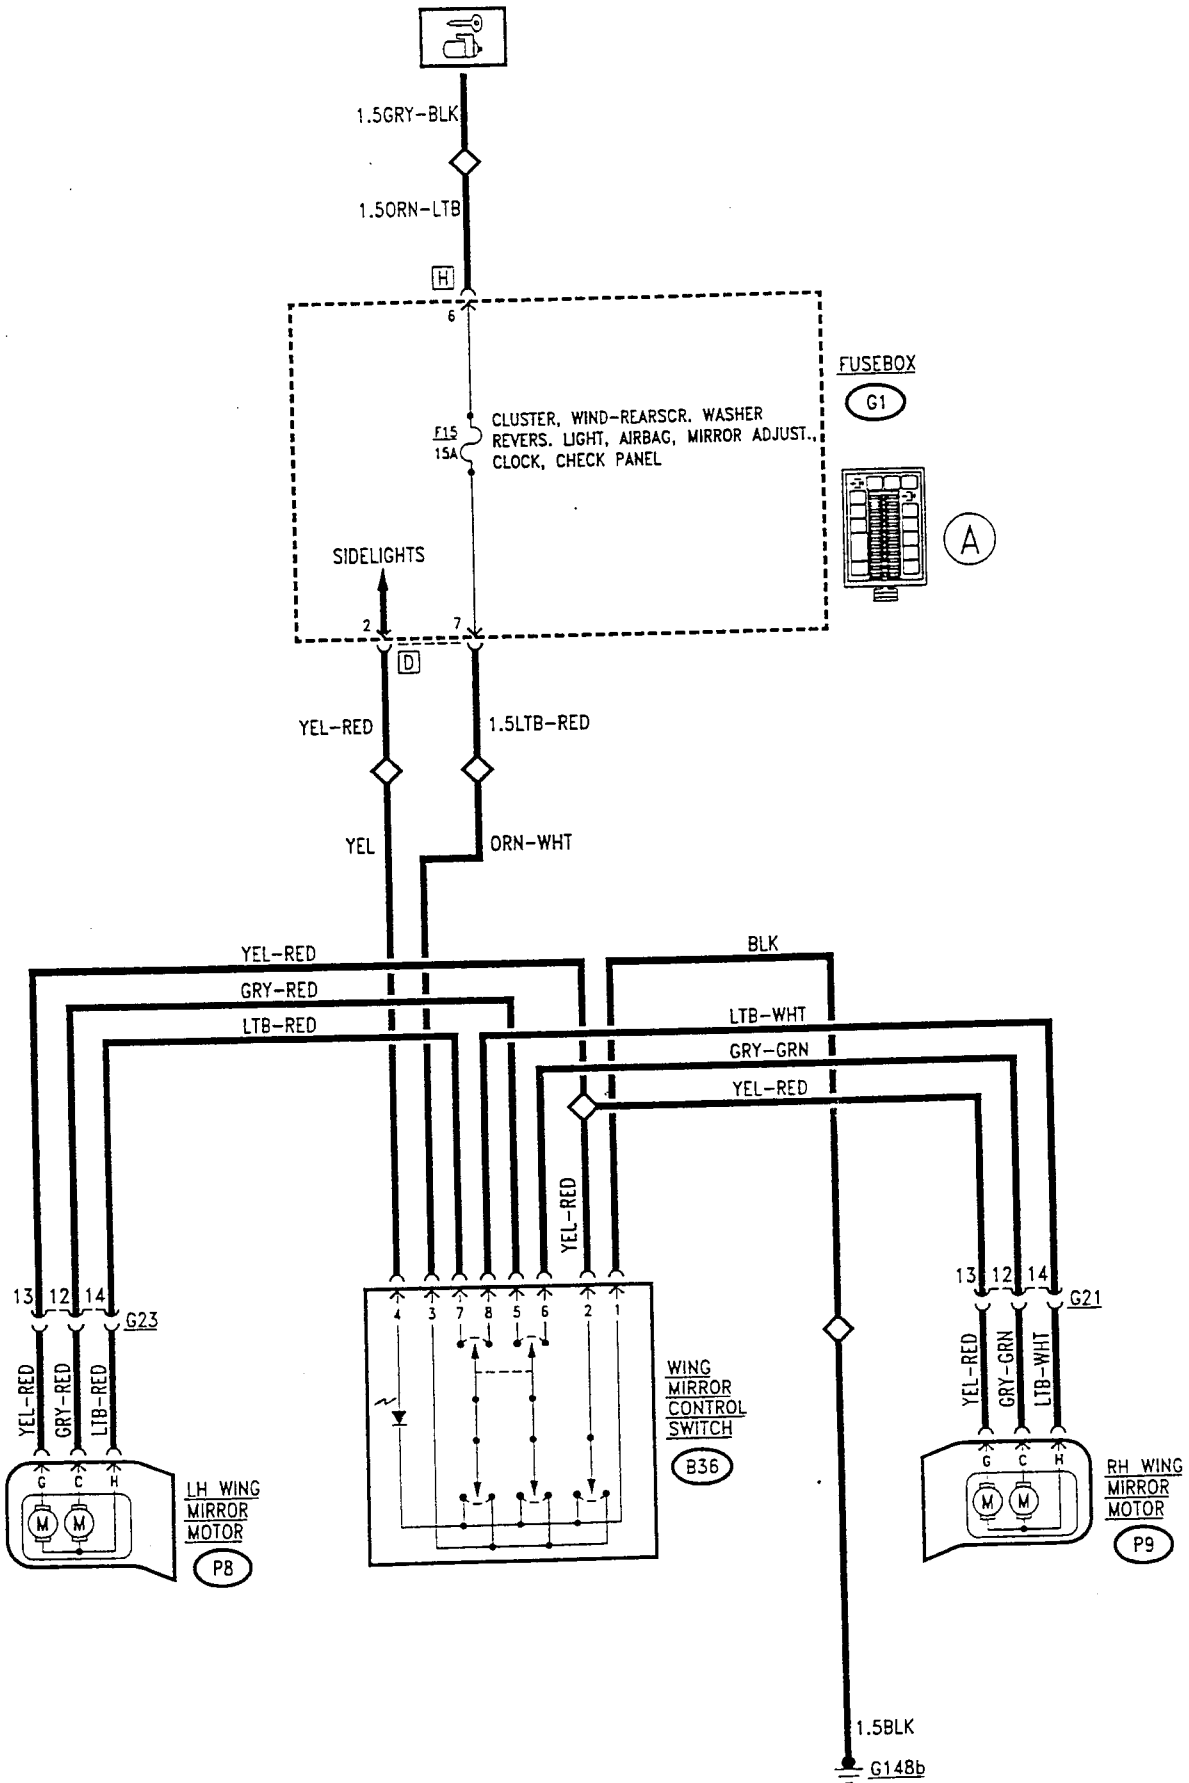 1.5GRY-BLK
1.5ORN-LTB
H
6
FUSEBOX
G1
CLUSTER, WIND-REARSCR. WASHER
F15
REVERS. LIGHT, AIRBAG, MIRROR ADJUST.,
15A
CLOCK, CHECK PANEL
A
SIDELIGHTS
2
7
D
YEL-RED
1.5LTB-RED
YEL
ORN-WHT
YEL-RED
BLK
GRY-RED
LTB-WHT
LTB-RED
GRY-GRN
YEL-RED
YEL-RED
13 12 14
G23
13 12 14
G21
4 3 7 8 5 6 2 1
YEL-RED
GRY-RED
LTB-RED
WING
MIRROR
CONTROL
SWITCH
B36
YEL-RED
GRY-GRN
LTB-WHT
G C H
M M
LH WING
MIRROR
MOTOR
P8
G C H
M M
RH WING
MIRROR
MOTOR
P9
1.5BLK
G148b